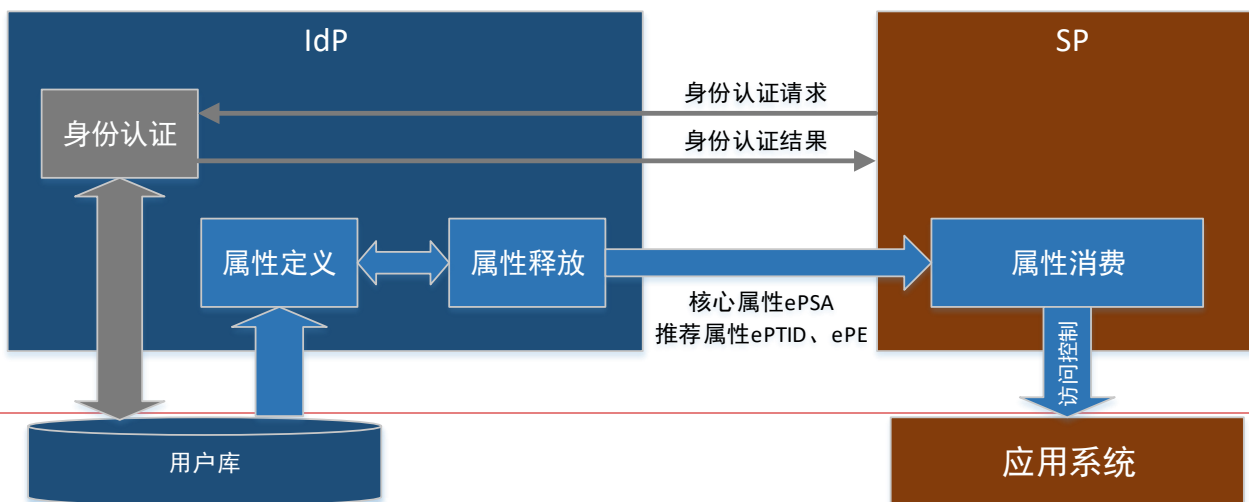 IdP
SP
身份认证请求
身份认证
身份认证结果
属性定义
属性释放
属性消费
核心属性ePSA
推荐属性ePTID、ePE
访问控制
用户库
应用系统